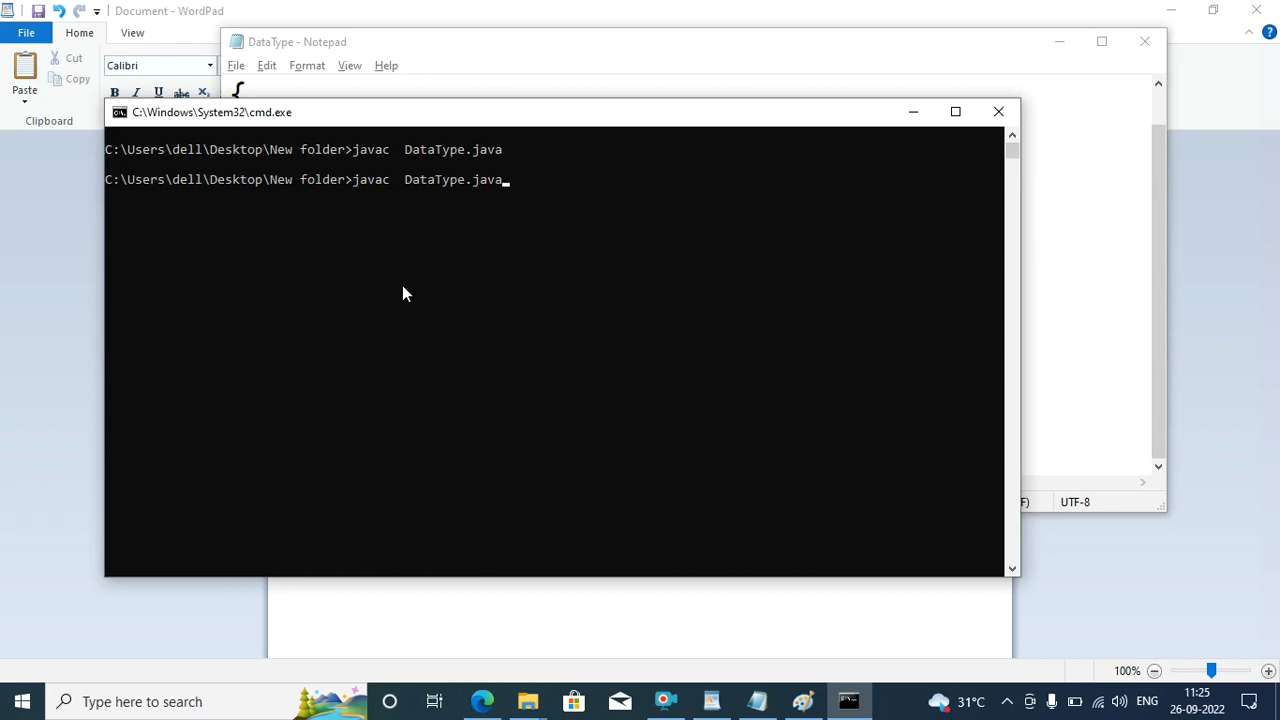 Document - WordPad
File Home View
Cut
Copy
Paste
Clipboard
Calibri
B I U abc X₂
DataType - Notepad
File Edit Format View Help
{
C:\Windows\System32\cmd.exe
C:\Users\dell\Desktop\New folder>javac  DataType.java
C:\Users\dell\Desktop\New folder>javac  DataType.java
F) UTF-8
100%
Type here to search
31°C
ENG
11:25
26-09-2022